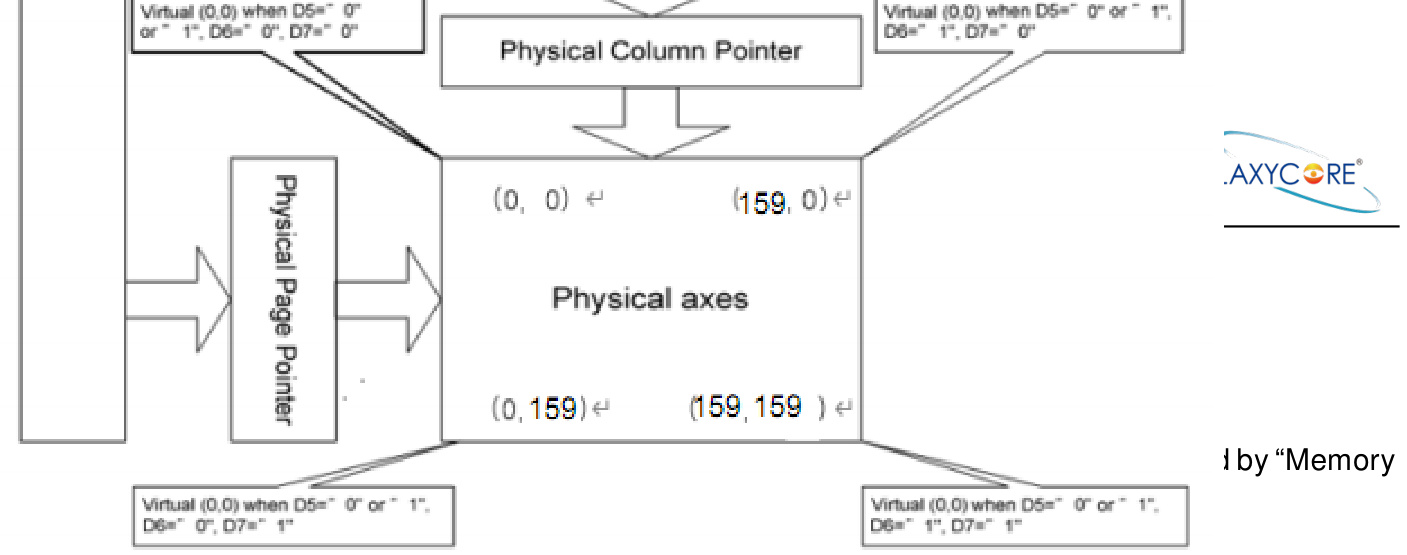 Virtual (0,0) when D5=" 0"
or " 1", D6=" 0", D7=" 0"
Physical Column Pointer
Virtual (0,0) when D5=" 0" or " 1",
D6=" 1", D7=" 0"
.AXYCORE®
Physical Page Pointer
(0, 0) ↵
(159, 0)↵
Physical axes
(0,159)↵
(159,159 )↵
d by “Memory
Virtual (0,0) when D5=" 0" or " 1",
D6=" 0", D7=" 1"
Virtual (0,0) when D5=" 0" or " 1",
D6=" 1", D7=" 1"